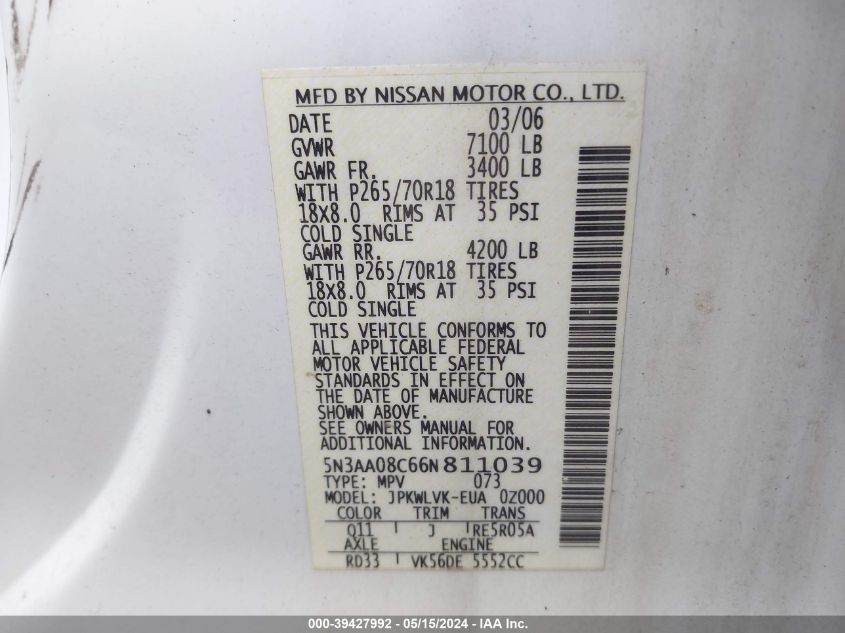 MFD BY NISSAN MOTOR CO., LTD.
DATE 03/06
GVWR 7100 LB
GAWR FR. 3400 LB
WITH P265/70R18 TIRES
18X8.0 RIMS AT 35 PSI
COLD SINGLE
GAWR RR. 4200 LB
WITH P265/70R18 TIRES
18X8.0 RIMS AT 35 PSI
COLD SINGLE
THIS VEHICLE CONFORMS TO
ALL APPLICABLE FEDERAL
MOTOR VEHICLE SAFETY
STANDARDS IN EFFECT ON
THE DATE OF MANUFACTURE
SHOWN ABOVE.
SEE OWNERS MANUAL FOR
ADDITIONAL INFORMATION.
5N3AA08C66N811039
TYPE: MPV 073
MODEL: JPKWLVK-EUA 0Z000
COLOR TRIM TRANS
Q11 J RE5R05A
AXLE ENGINE
RD33 VK56DE 5552CC
000-39427992 / 05/15/2024 - IAA Inc.